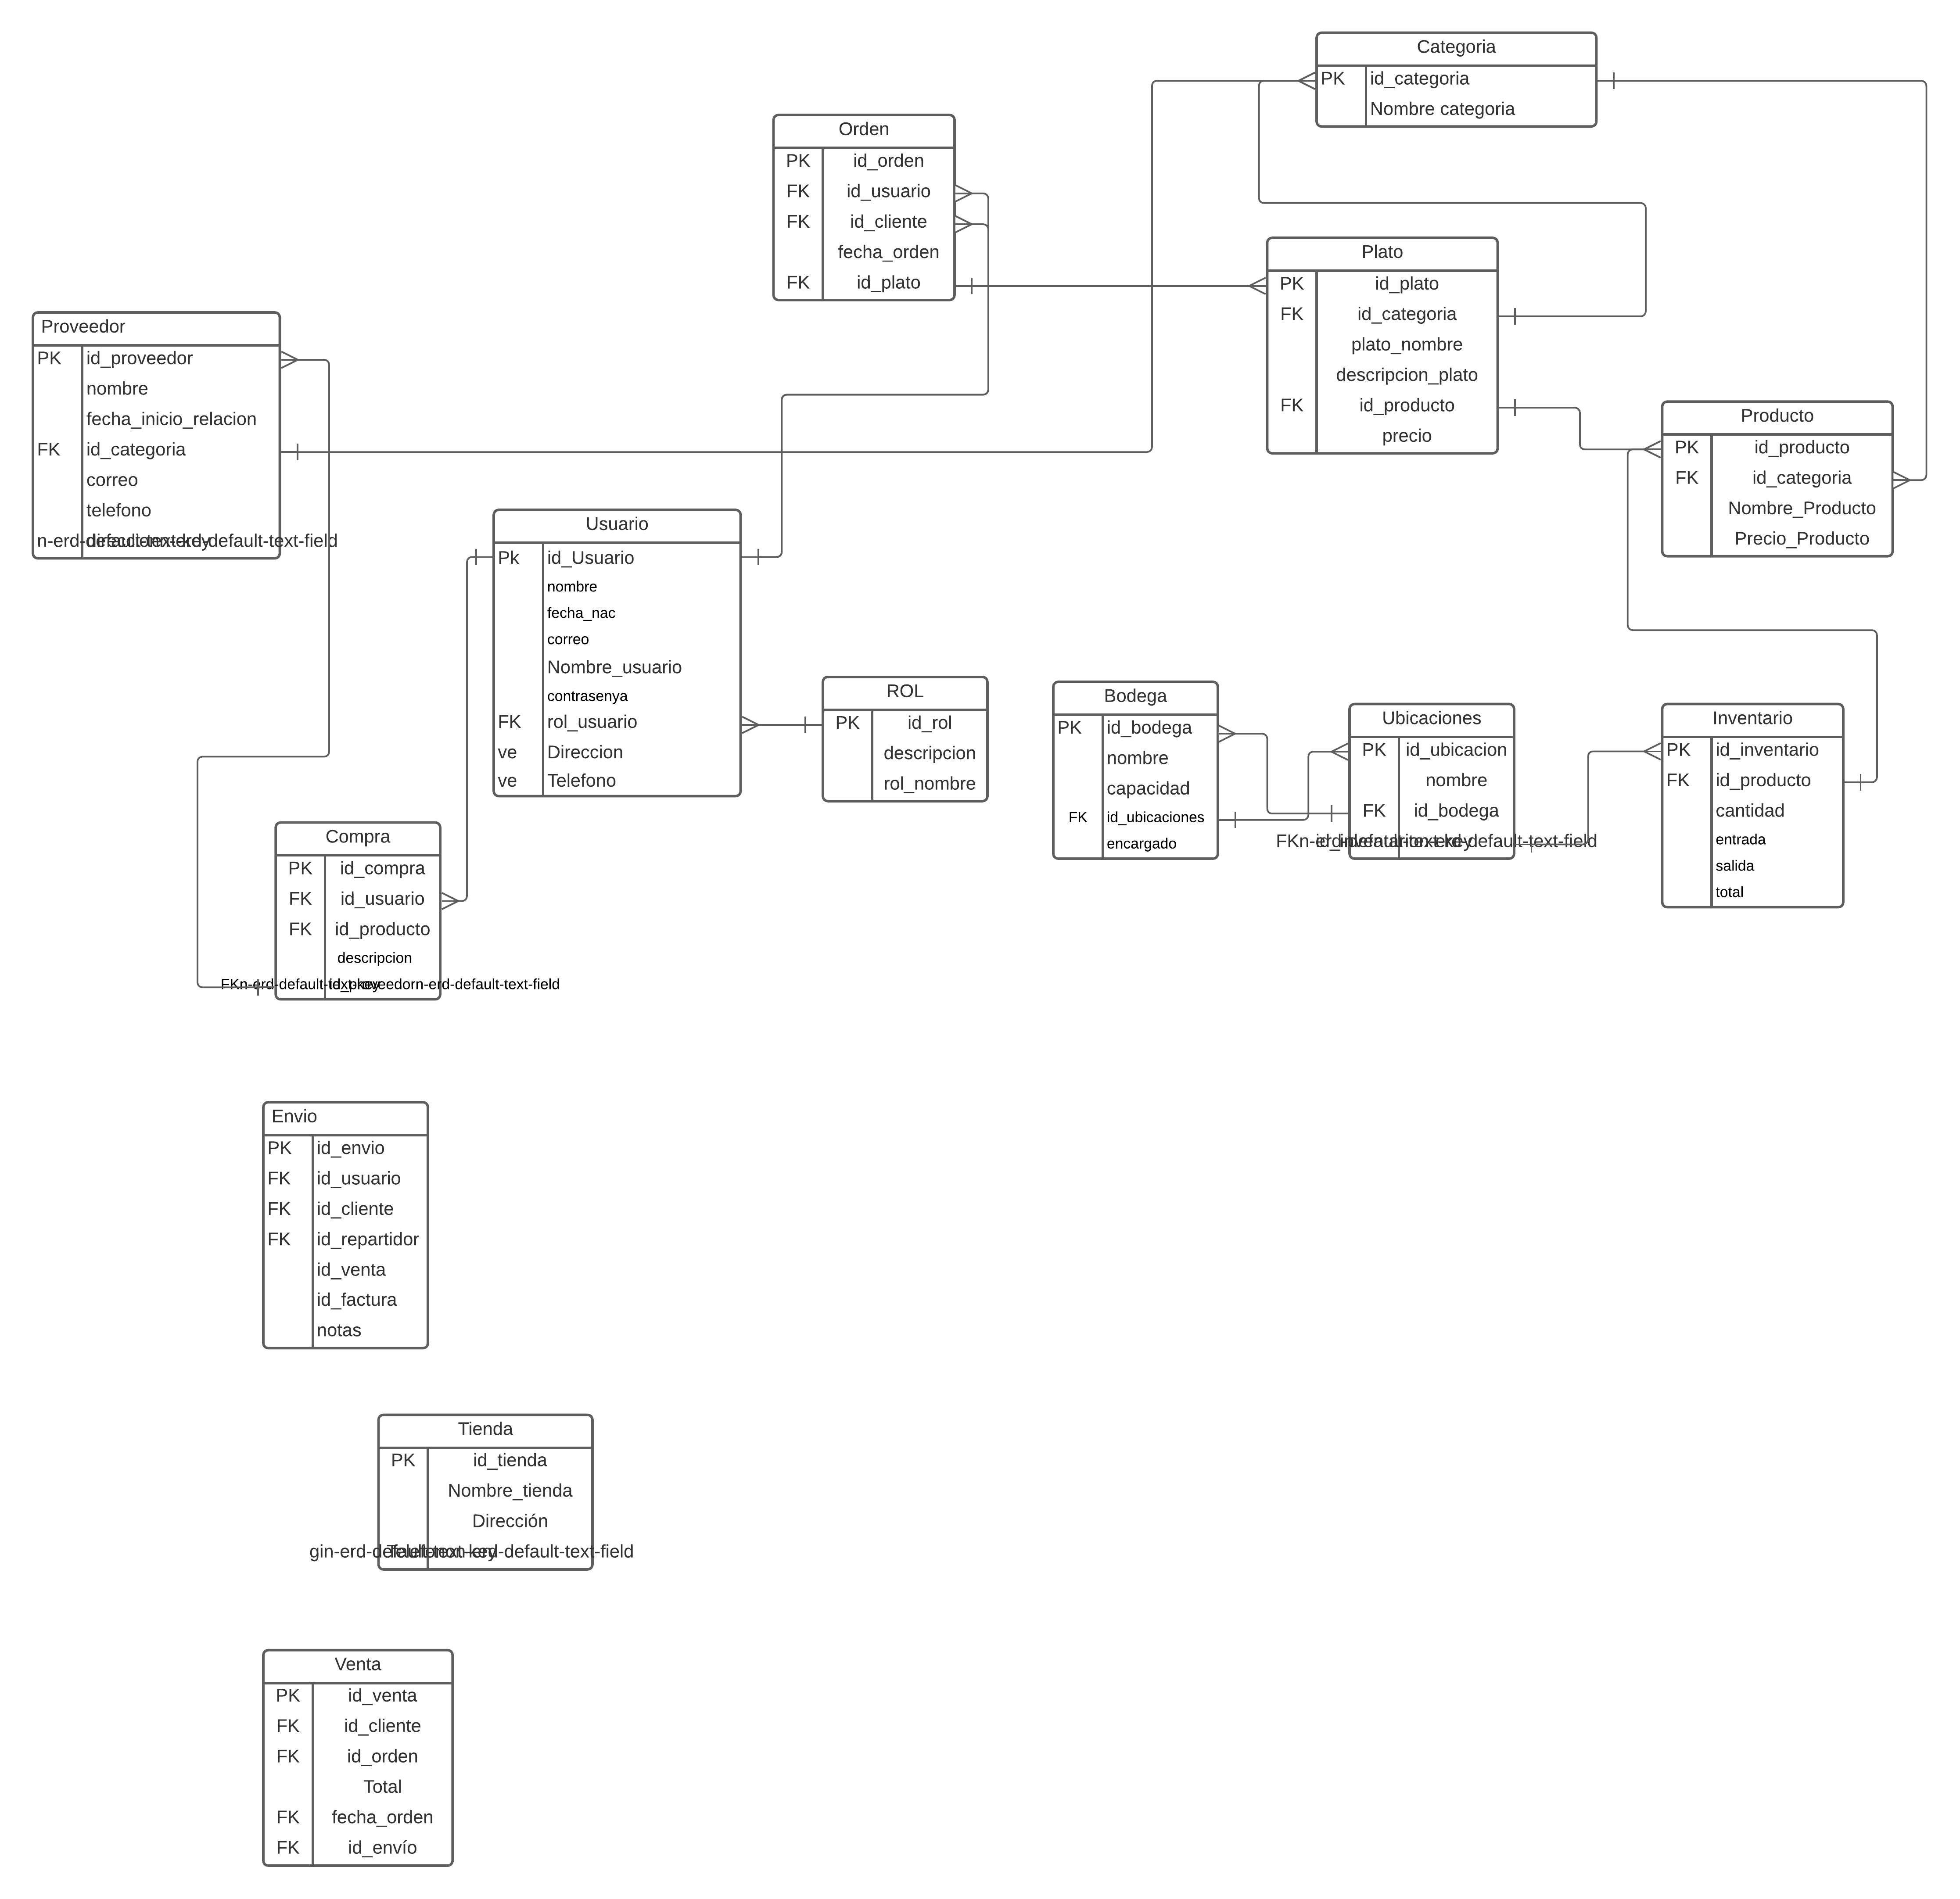 Categoria
PK id_categoria
Nombre categoria
Orden
PK id_orden
FK id_usuario
FK id_cliente
fecha_orden
FK id_plato
Plato
PK id_plato
FK id_categoria
plato_nombre
descripcion_plato
FK id_producto
precio
Proveedor
PK id_proveedor
nombre
fecha_inicio_relacion
FK id_categoria
correo
telefono
n-erd-default-text-key direccionn-erd-default-text-field
Producto
PK id_producto
FK id_categoria
Nombre_Producto
Precio_Producto
Usuario
Pk id_Usuario
nombre
fecha_nac
correo
Nombre_usuario
contrasenya
FK rol_usuario
ve Direccion
ve Telefono
ROL
PK id_rol
descripcion
rol_nombre
Bodega
PK id_bodega
nombre
capacidad
FK id_ubicaciones
encargado
Ubicaciones
PK id_ubicacion
nombre
FK id_bodega
FKn-erd-default-text-key id_inventarion-erd-default-text-field
Inventario
PK id_inventario
FK id_producto
cantidad
entrada
salida
total
Compra
PK id_compra
FK id_usuario
FK id_producto
descripcion
FKn-erd-default-text-key id_proveedorn-erd-default-text-field
Envio
PK id_envio
FK id_usuario
FK id_cliente
FK id_repartidor
id_venta
id_factura
notas
Tienda
PK id_tienda
Nombre_tienda
Dirección
gin-erd-default-text-key Telefonon-erd-default-text-field
Venta
PK id_venta
FK id_cliente
FK id_orden
Total
FK fecha_orden
FK id_envío